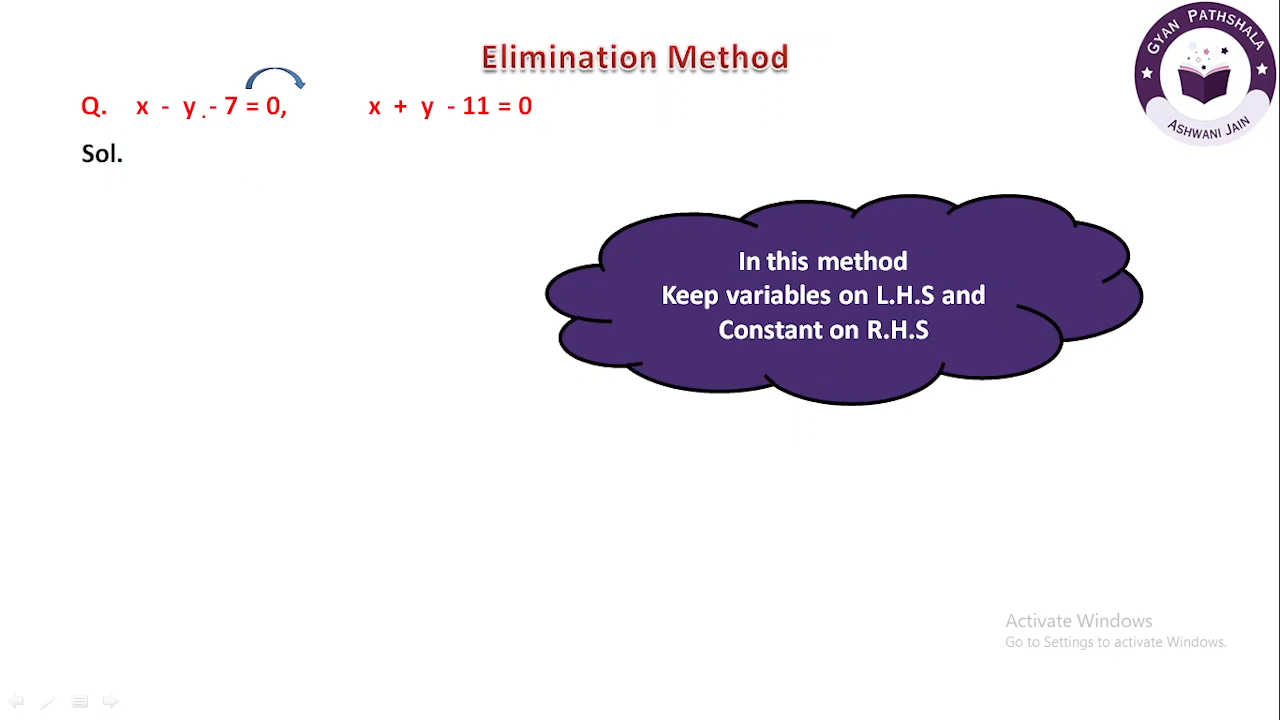 Elimination Method
GYAN PATHSHALA
ASHWANI JAIN
Q. x - y - 7 = 0, x + y - 11 = 0
Sol.
In this method
Keep variables on L.H.S and
Constant on R.H.S
Activate Windows
Go to Settings to activate Windows.